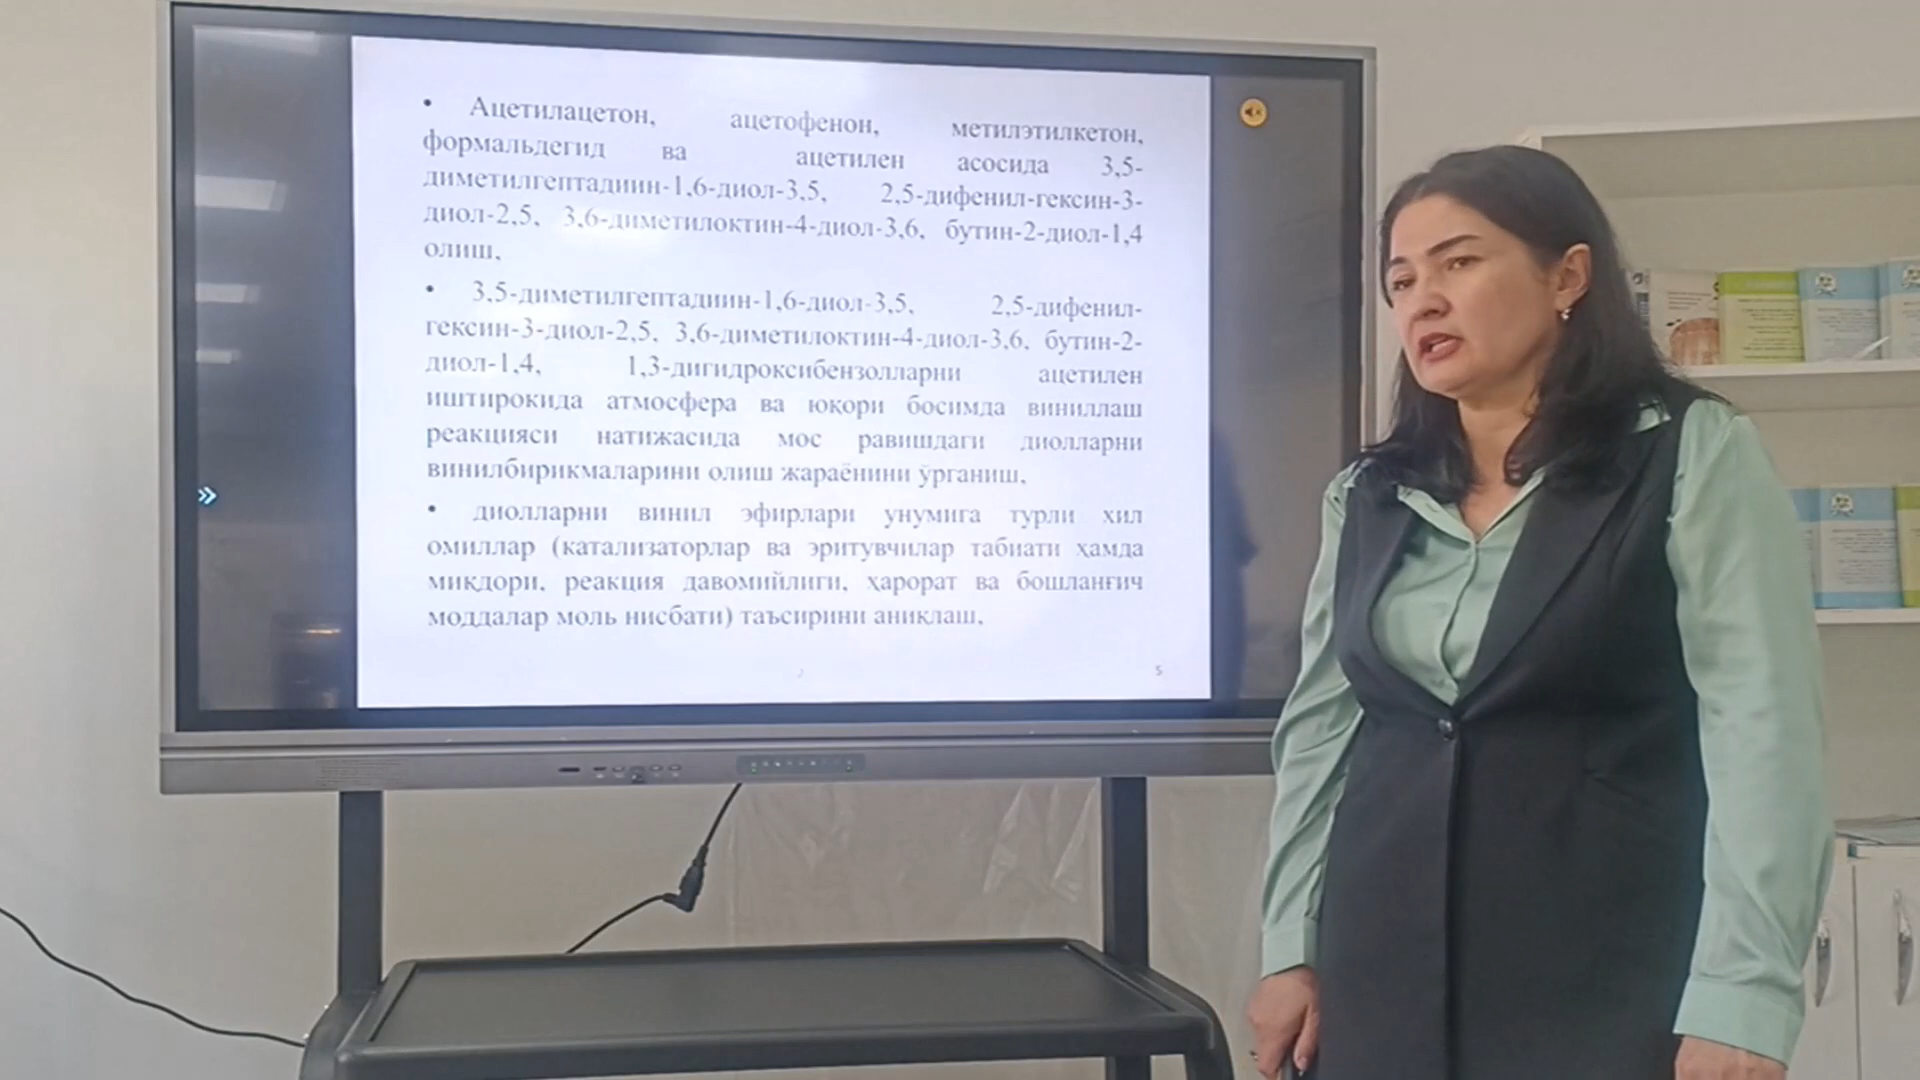 • Ацетилацетон, ацетофенон, метилэтилкетон,
формальдегид ва ацетилен асосида 3,5-
диметилгептадиин-1,6-диол-3,5, 2,5-дифенил-гексин-3-
диол-2,5, 3,6-диметилоктин-4-диол-3,6, бутин-2-диол-1,4
олиш,
• 3,5-диметилгептадиин-1,6-диол-3,5, 2,5-дифенил-
гексин-3-диол-2,5, 3,6-диметилоктин-4-диол-3,6, бутин-2-
диол-1,4, 1,3-дигидроксибензолларни ацетилен
иштирокида атмосфера ва юқори босимда виниллаш
реакцияси натижасида мос равишдаги диолларни
винилбирикмаларини олиш жараёнини ўрганиш,
• диолларни винил эфирлари унумига турли хил
омиллар (катализаторлар ва эритувчилар табиати ҳамда
миқдори, реакция давомийлиги, ҳарорат ва бошланғич
моддалар моль нисбати) таъсирини аниқлаш,
5